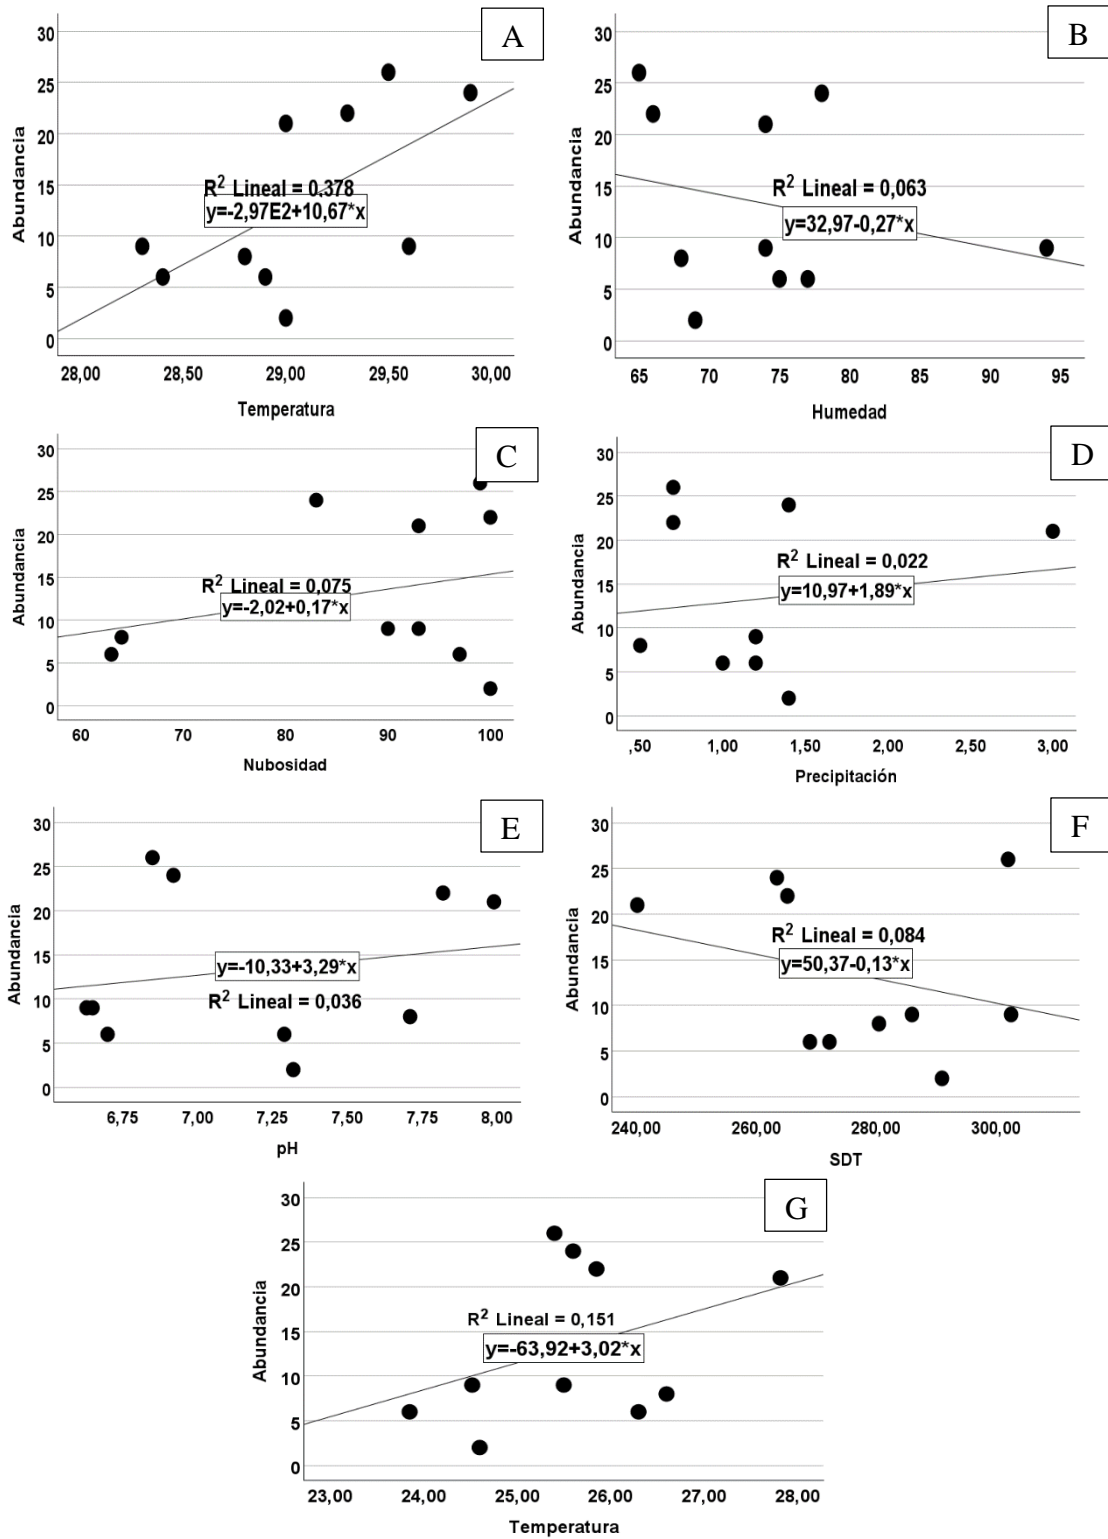 A
30
25
20
15
10
5
0
Abundancia
R² Lineal = 0,378
y=-2,97E2+10,67*x
28,00 28,50 29,00 29,50 30,00
Temperatura
B
30
25
20
15
10
5
0
Abundancia
R² Lineal = 0,063
y=32,97-0,27*x
65 70 75 80 85 90 95
Humedad
C
30
25
20
15
10
5
0
Abundancia
R² Lineal = 0,075
y=-2,02+0,17*x
60 70 80 90 100
Nubosidad
D
30
25
20
15
10
5
0
Abundancia
R² Lineal = 0,022
y=10,97+1,89*x
,50 1,00 1,50 2,00 2,50 3,00
Precipitación
E
30
25
20
15
10
5
0
Abundancia
y=-10,33+3,29*x
R² Lineal = 0,036
6,75 7,00 7,25 7,50 7,75 8,00
pH
F
30
25
20
15
10
5
0
Abundancia
R² Lineal = 0,084
y=50,37-0,13*x
240,00 260,00 280,00 300,00
SDT
G
30
25
20
15
10
5
0
Abundancia
R² Lineal = 0,151
y=-63,92+3,02*x
23,00 24,00 25,00 26,00 27,00 28,00
Temperatura